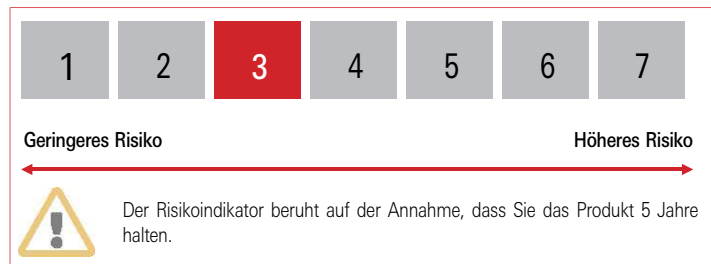 1 2 3 4 5 6 7
Geringeres Risiko Höheres Risiko
Der Risikoindikator beruht auf der Annahme, dass Sie das Produkt 5 Jahre
halten.